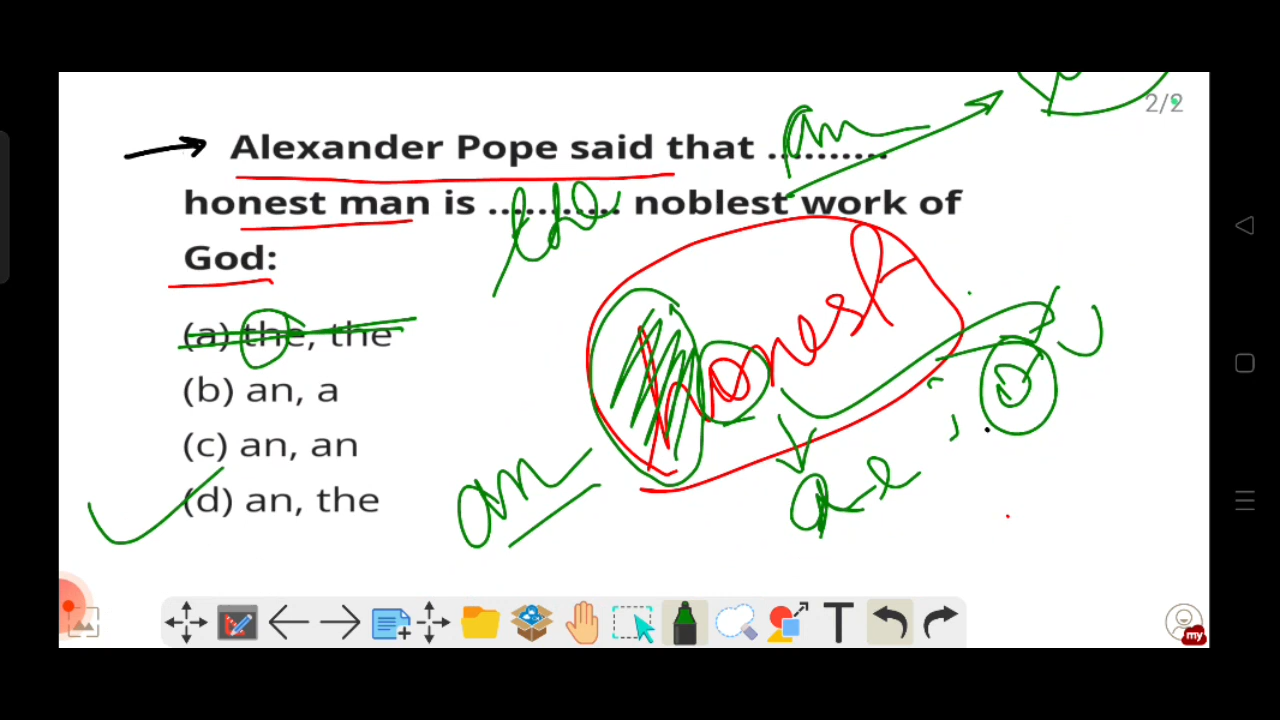 2/2
an
Alexander Pope said that ..........
the
honest man is ........... noblest work of
God:
honest
(a) the, the
(b) an, a
(c) an, an
an
(d) an, the
T
my